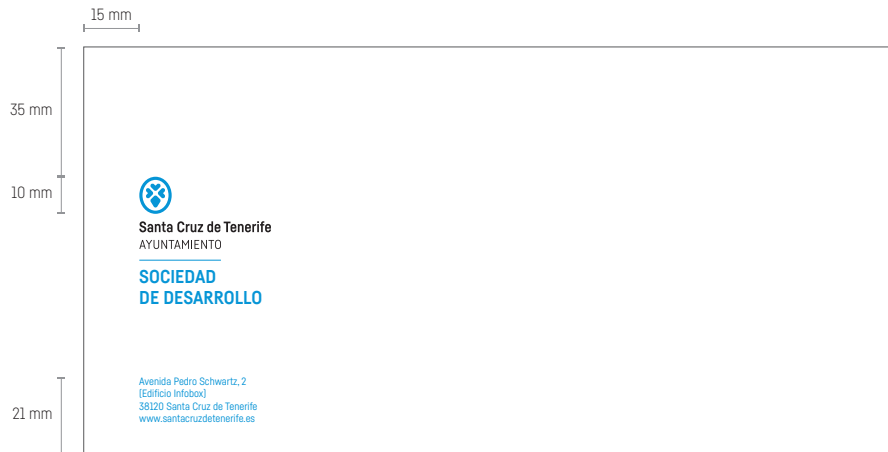 15 mm
35 mm
10 mm
Santa Cruz de Tenerife
AYUNTAMIENTO
SOCIEDAD
DE DESARROLLO
Avenida Pedro Schwartz, 2
[Edificio Infobox]
38120 Santa Cruz de Tenerife
www.santacruzdetenerife.es
21 mm